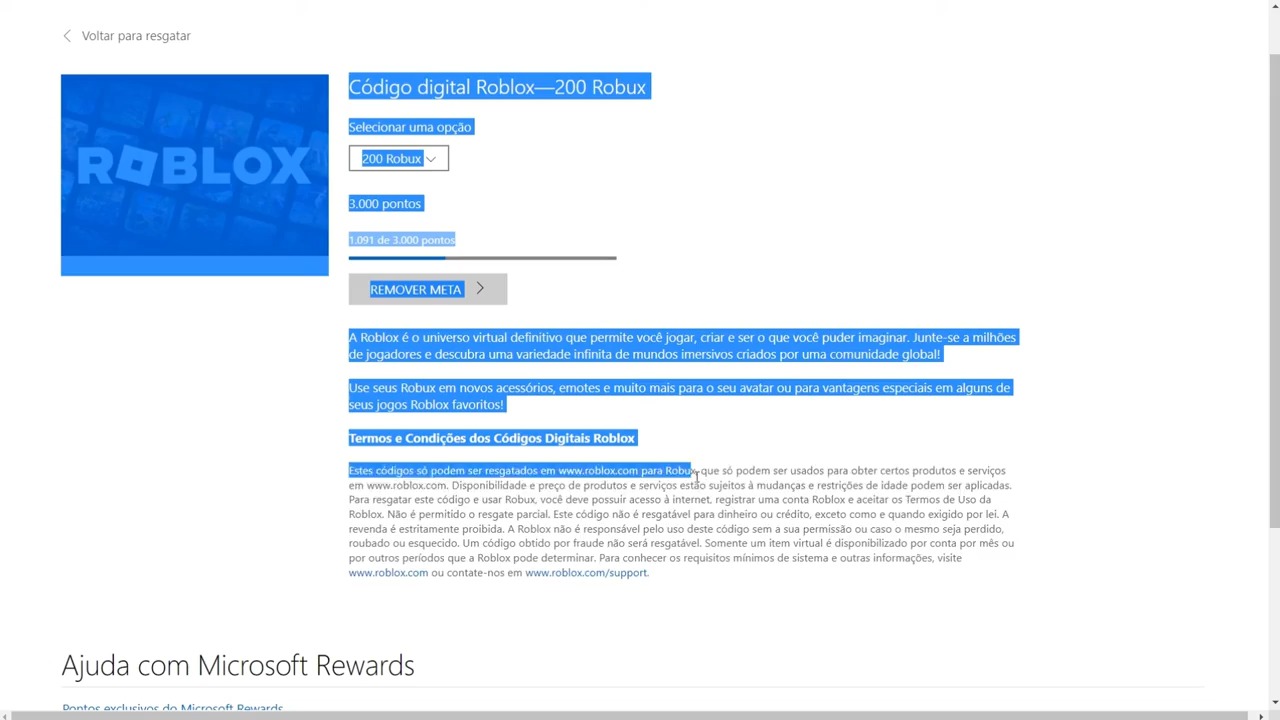 Voltar para resgatar
ROBLOX
Código digital Roblox—200 Robux
Selecionar uma opção
200 Robux
3.000 pontos
1.091 de 3.000 pontos
REMOVER META
A Roblox é o universo virtual definitivo que permite você jogar, criar e ser o que você puder imaginar. Junte-se a milhões
de jogadores e descubra uma variedade infinita de mundos imersivos criados por uma comunidade global!
Use seus Robux em novos acessórios, emotes e muito mais para o seu avatar ou para vantagens especiais em alguns de
seus jogos Roblox favoritos!
Termos e Condições dos Códigos Digitais Roblox
Estes códigos só podem ser resgatados em www.roblox.com para Robux, que só podem ser usados para obter certos produtos e serviços
em www.roblox.com. Disponibilidade e preço de produtos e serviços estão sujeitos à mudanças e restrições de idade podem ser aplicadas.
Para resgatar este código e usar Robux, você deve possuir acesso à internet, registrar uma conta Roblox e aceitar os Termos de Uso da
Roblox. Não é permitido o resgate parcial. Este código não é resgatável para dinheiro ou crédito, exceto como e quando exigido por lei. A
revenda é estritamente proibida. A Roblox não é responsável pelo uso deste código sem a sua permissão ou caso o mesmo seja perdido,
roubado ou esquecido. Um código obtido por fraude não será resgatável. Somente um item virtual é disponibilizado por conta por mês ou
por outros períodos que a Roblox pode determinar. Para conhecer os requisitos mínimos de sistema e outras informações, visite
www.roblox.com ou contate-nos em www.roblox.com/support.
Ajuda com Microsoft Rewards
Pontos exclusivos do Microsoft Rewards